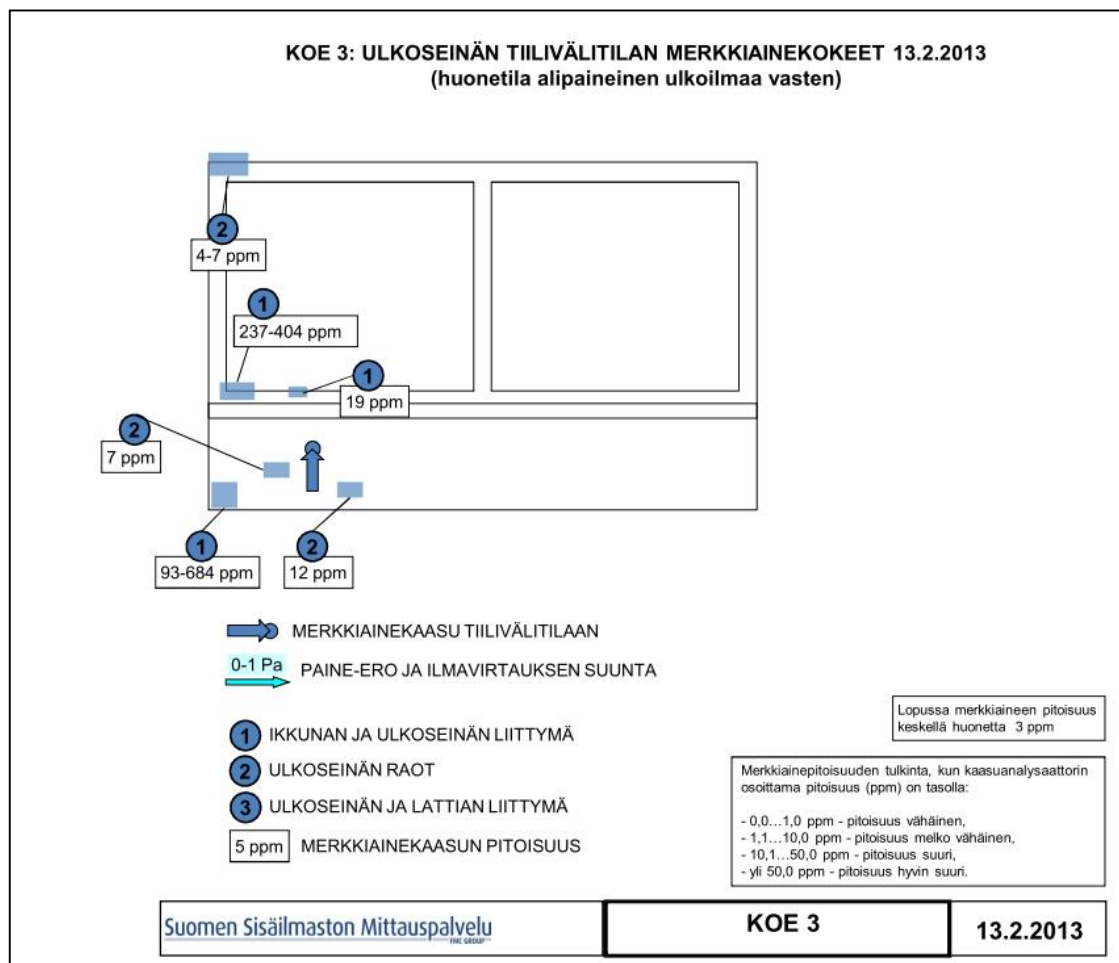 KOE 3: ULKOSEINÄN TIILIVÄLITILAN MERKKIAINEKOKEET 13.2.2013
(huonetila alipaineinen ulkoilmaa vasten)
2
4-7 ppm
1
237-404 ppm
1
19 ppm
2
7 ppm
1
93-684 ppm
2
12 ppm
MERKKIAINEKAASU TIILIVÄLITILAAN
0-1 Pa
PAINE-ERO JA ILMAVIRTAUKSEN SUUNTA
1 IKKUNAN JA ULKOSEINÄN LIITTYMÄ
2 ULKOSEINÄN RAOT
3 ULKOSEINÄN JA LATTIAN LIITTYMÄ
5 ppm MERKKIAINEKAASUN PITOISUUS
Lopussa merkkiaineen pitoisuus
keskellä huonetta 3 ppm
Merkkiainepitoisuuden tulkinta, kun kaasuanalysaattorin
osoittama pitoisuus (ppm) on tasolla:
- 0,0...1,0 ppm - pitoisuus vähäinen,
- 1,1...10,0 ppm - pitoisuus melko vähäinen,
- 10,1...50,0 ppm - pitoisuus suuri,
- yli 50,0 ppm - pitoisuus hyvin suuri.
Suomen Sisäilmaston Mittauspalvelu
FMC GROUP
KOE 3
13.2.2013